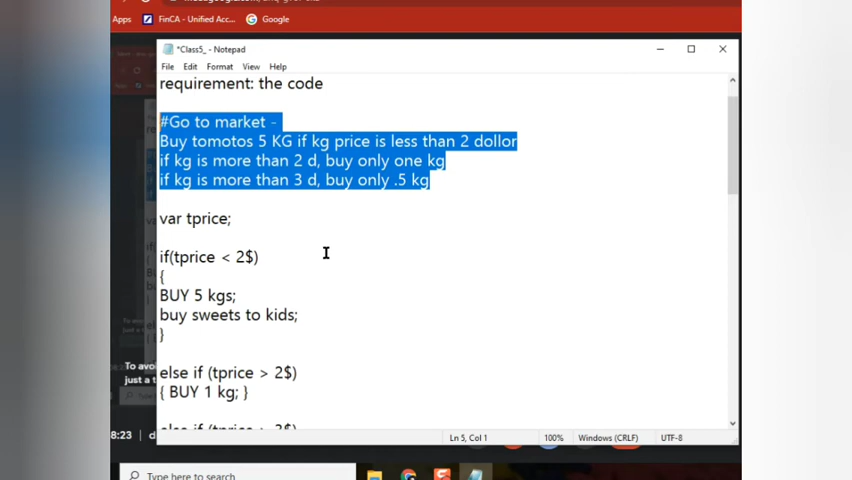 Apps FinCA - Unified Acc... Google
*Class5_ - Notepad
File Edit Format View Help
requirement: the code
#Go to market -
Buy tomotos 5 KG if kg price is less than 2 dollor
if kg is more than 2 d, buy only one kg
if kg is more than 3 d, buy only .5 kg
var tprice;
if(tprice < 2$)
{
BUY 5 kgs;
buy sweets to kids;
}
else if (tprice > 2$)
{ BUY 1 kg; }
To avo
just a t
8:23
Ln 5, Col 1 100% Windows (CRLF) UTF-8
Type here to search